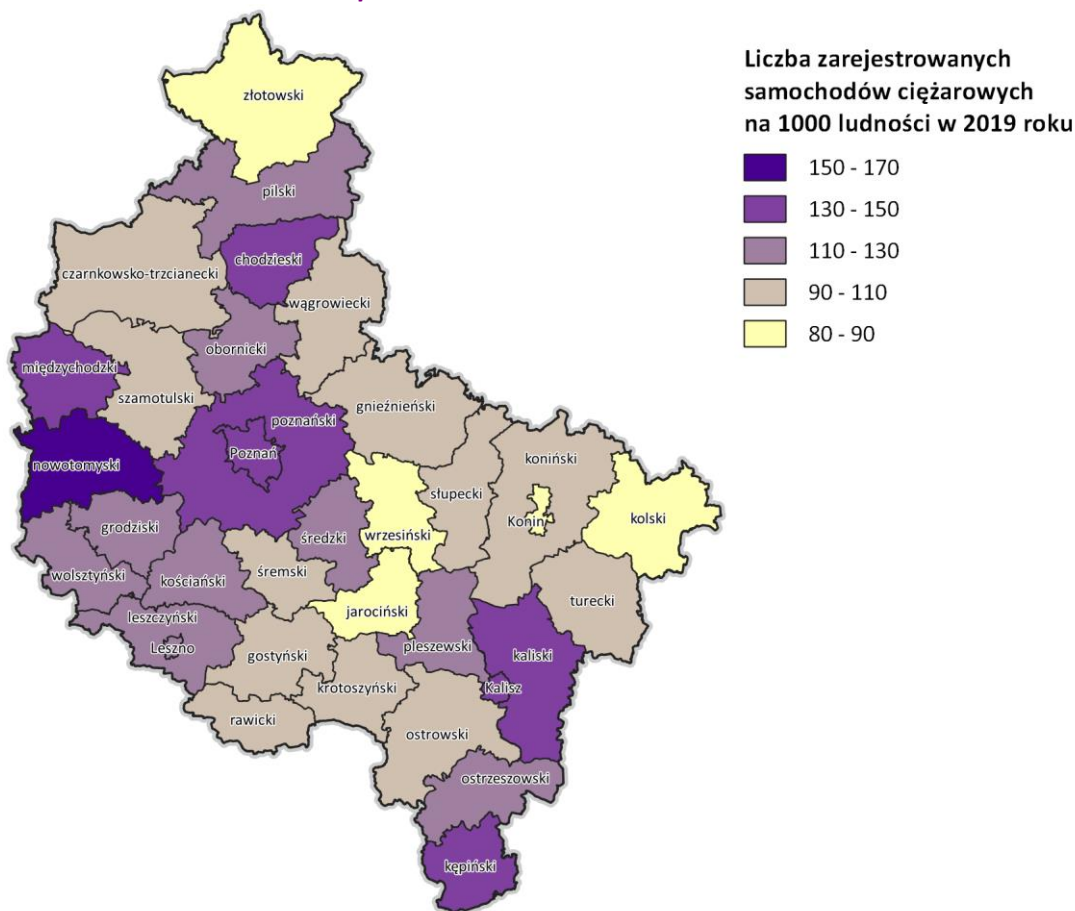 Liczba zarejestrowanych
samochodów ciężarowych
na 1000 ludności w 2019 roku
150 - 170
130 - 150
110 - 130
90 - 110
80 - 90
złotowski
pilski
chodzieski
czarnkowsko-trzcianecki
wągrowiecki
obornicki
międzychodzki
szamotulski
gnieźnieński
poznański
Poznań
nowotomyski
koniński
słupecki
Konin
kolski
grodziski
średzki
wrzesiński
wolsztyński
kościański
śremski
turecki
jarociński
leszczyński
Leszno
pleszewski
gostyński
kaliski
krotoszyński
Kalisz
rawicki
ostrowski
ostrzeszowski
kępiński